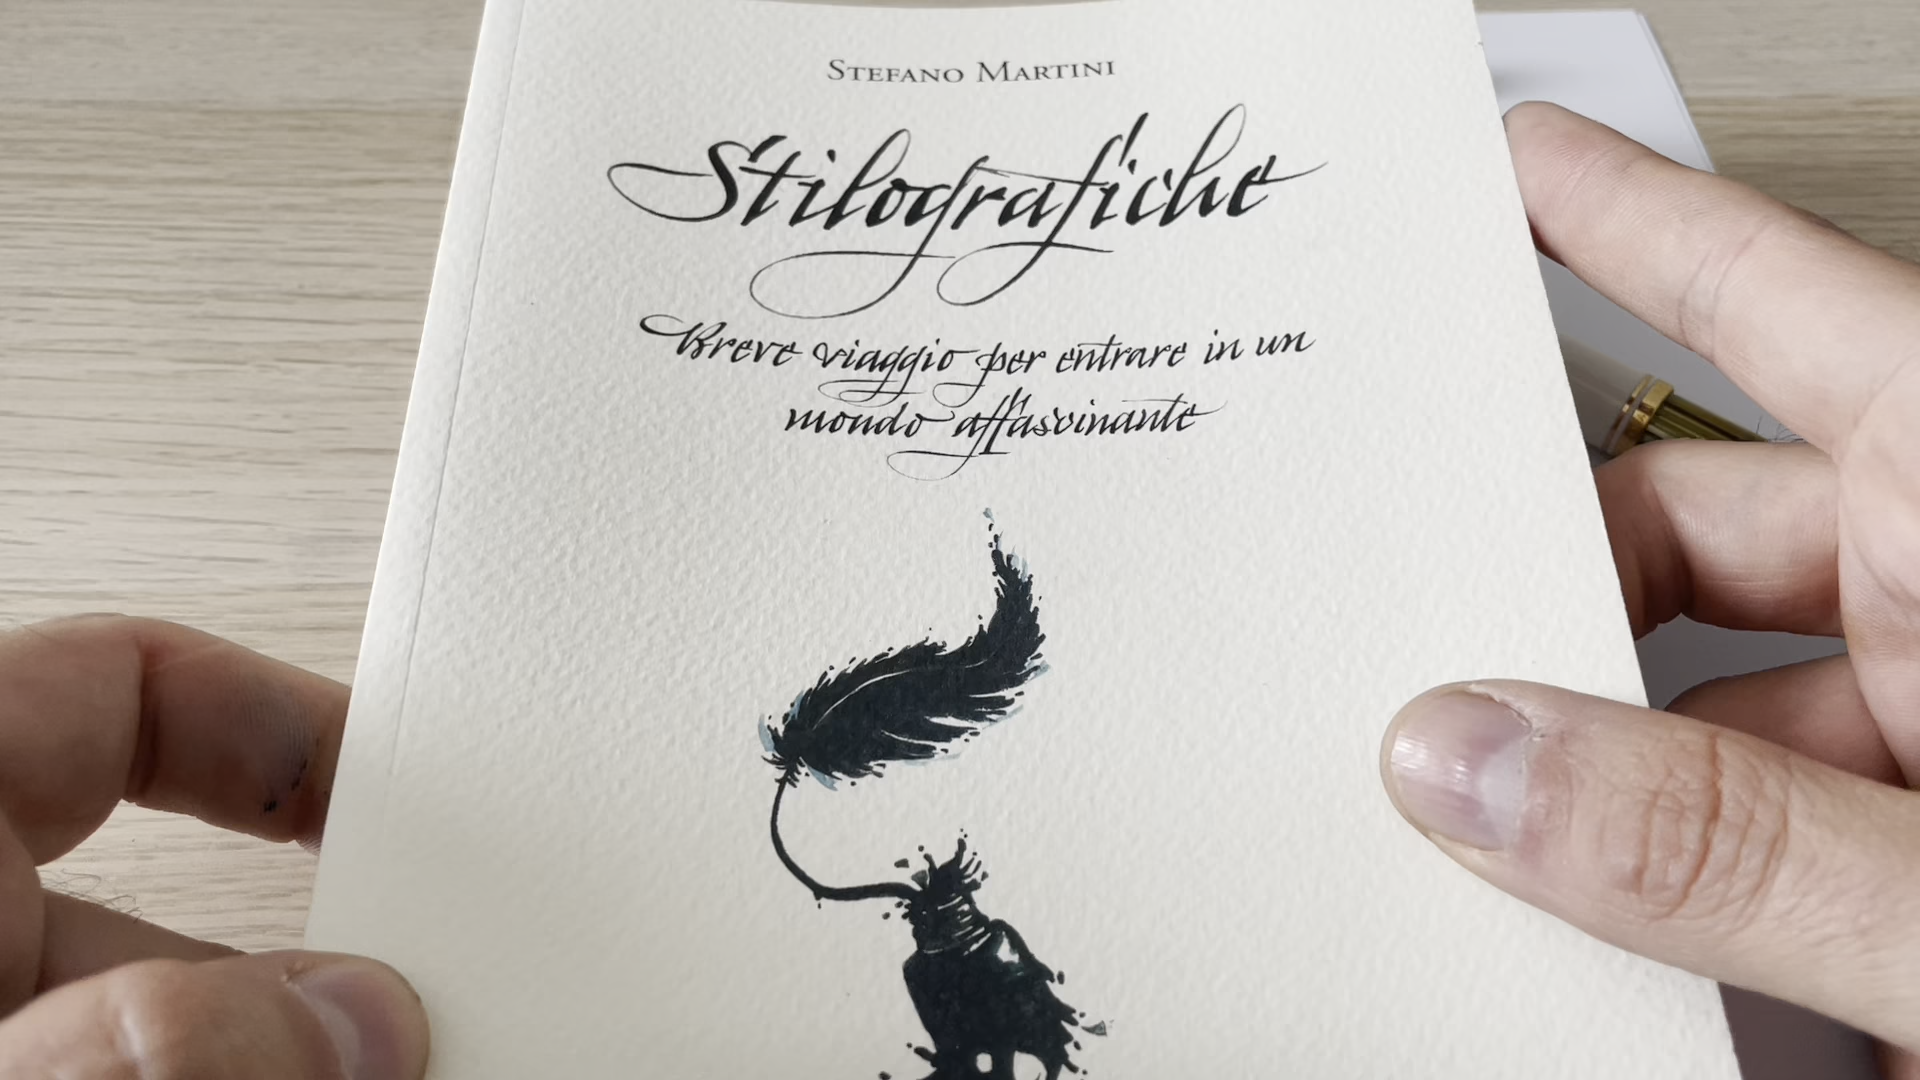 Stefano Martini
Stilografiche
Breve viaggio per entrare in un
mondo affascinante